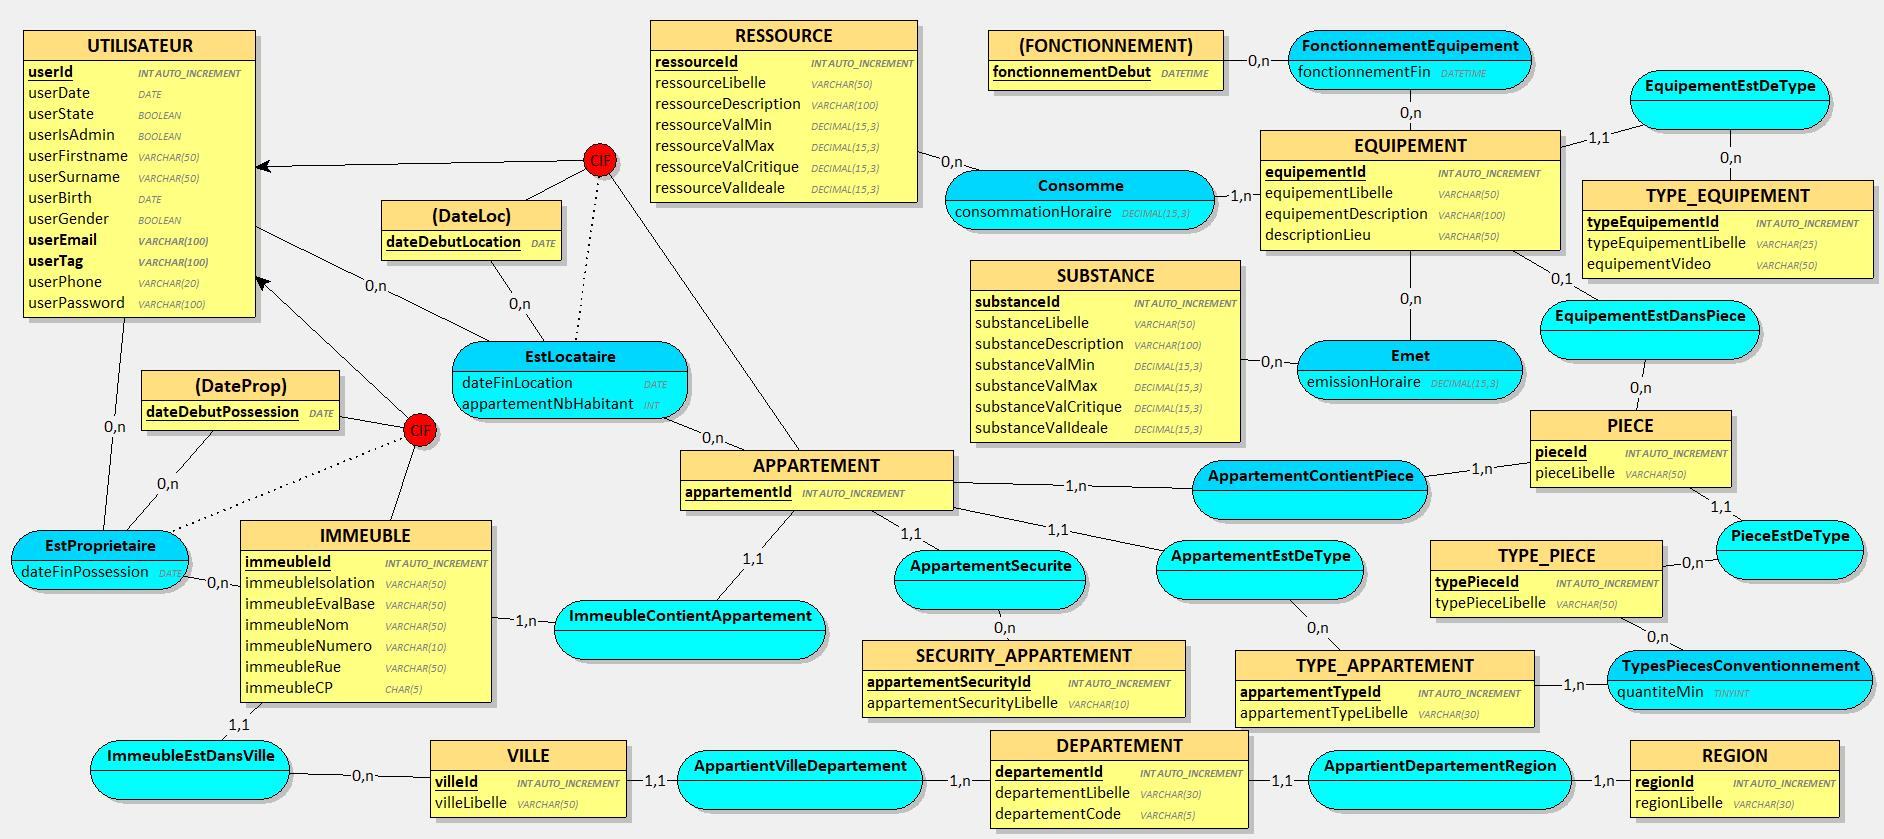 UTILISATEUR
userId INT AUTO_INCREMENT
userDate DATE
userState BOOLEAN
userIsAdmin BOOLEAN
userFirstname VARCHAR(50)
userSurname VARCHAR(50)
userBirth DATE
userGender BOOLEAN
userEmail VARCHAR(100)
userTag VARCHAR(100)
userPhone VARCHAR(20)
userPassword VARCHAR(100)
CIF
(DateLoc)
dateDebutLocation DATE
0,n
0,n
EstLocataire
dateFinLocation DATE
appartementNbHabitant INT
0,n
(DateProp)
dateDebutPossession DATE
CIF
0,n
0,n
EstProprietaire
dateFinPossession DATE
0,n
RESSOURCE
ressourceId INT AUTO_INCREMENT
ressourceLibelle VARCHAR(50)
ressourceDescription VARCHAR(100)
ressourceValMin DECIMAL(15,3)
ressourceValMax DECIMAL(15,3)
ressourceValCritique DECIMAL(15,3)
ressourceValIdeale DECIMAL(15,3)
0,n
Consomme
consommationHoraire DECIMAL(15,3)
1,n
(FONCTIONNEMENT)
fonctionnementDebut DATETIME
0,n
FonctionnementEquipement
fonctionnementFin DATETIME
0,n
EQUIPEMENT
equipementId INT AUTO_INCREMENT
equipementLibelle VARCHAR(50)
equipementDescription VARCHAR(100)
descriptionLieu VARCHAR(50)
1,1
EquipementEstDeType
0,n
TYPE_EQUIPEMENT
typeEquipementId INT AUTO_INCREMENT
typeEquipementLibelle VARCHAR(25)
equipementVideo VARCHAR(50)
SUBSTANCE
substanceId INT AUTO_INCREMENT
substanceLibelle VARCHAR(50)
substanceDescription VARCHAR(100)
substanceValMin DECIMAL(15,3)
substanceValMax DECIMAL(15,3)
substanceValCritique DECIMAL(15,3)
substanceValIdeale DECIMAL(15,3)
0,n
0,n
Emet
emissionHoraire DECIMAL(15,3)
0,1
EquipementEstDansPiece
0,n
PIECE
pieceId INT AUTO_INCREMENT
pieceLibelle VARCHAR(50)
APPARTEMENT
appartementId INT AUTO_INCREMENT
1,n
AppartementContientPiece
1,n
1,1
PieceEstDeType
0,n
TYPE_PIECE
typePieceId INT AUTO_INCREMENT
typePieceLibelle VARCHAR(50)
0,n
TypesPiecesConventionnement
quantiteMin TINYINT
1,n
IMMEUBLE
immeubleId INT AUTO_INCREMENT
immeubleIsolation VARCHAR(50)
immeubleEvalBase VARCHAR(50)
immeubleNom VARCHAR(50)
immeubleNumero VARCHAR(10)
immeubleRue VARCHAR(50)
immeubleCP CHAR(5)
1,n
ImmeubleContientAppartement
1,1
1,1
AppartementSecurite
0,n
SECURITY_APPARTEMENT
appartementSecurityId INT AUTO_INCREMENT
appartementSecurityLibelle VARCHAR(10)
1,1
AppartementEstDeType
0,n
TYPE_APPARTEMENT
appartementTypeId INT AUTO_INCREMENT
appartementTypeLibelle VARCHAR(30)
1,1
ImmeubleEstDansVille
0,n
VILLE
villeId INT AUTO_INCREMENT
villeLibelle VARCHAR(50)
1,1
AppartientVilleDepartement
1,n
DEPARTEMENT
departementId INT AUTO_INCREMENT
departementLibelle VARCHAR(30)
departementCode VARCHAR(5)
1,1
AppartientDepartementRegion
1,n
REGION
regionId INT AUTO_INCREMENT
regionLibelle VARCHAR(30)